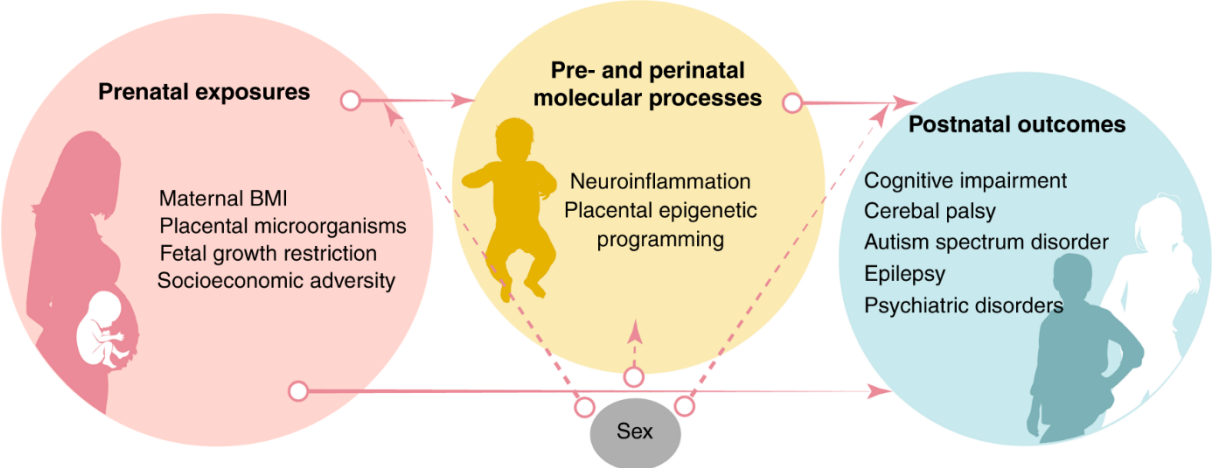 Prenatal exposures
Maternal BMI
Placental microorganisms
Fetal growth restriction
Socioeconomic adversity
Pre- and perinatal
molecular processes
Neuroinflammation
Placental epigenetic
programming
Postnatal outcomes
Cognitive impairment
Cerebal palsy
Autism spectrum disorder
Epilepsy
Psychiatric disorders
Sex